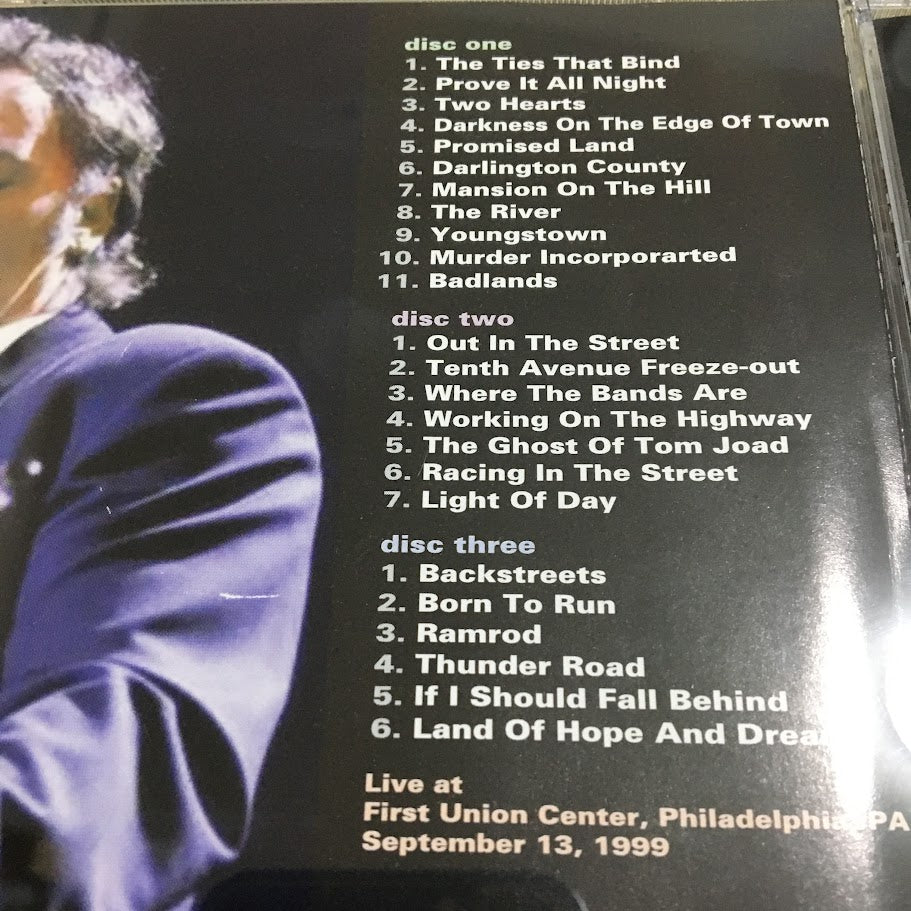 disc one
1. The Ties That Bind
2. Prove It All Night
3. Two Hearts
4. Darkness On The Edge Of Town
5. Promised Land
6. Darlington County
7. Mansion On The Hill
8. The River
9. Youngstown
10. Murder Incorporarted
11. Badlands
disc two
1. Out In The Street
2. Tenth Avenue Freeze-out
3. Where The Bands Are
4. Working On The Highway
5. The Ghost Of Tom Joad
6. Racing In The Street
7. Light Of Day
disc three
1. Backstreets
2. Born To Run
3. Ramrod
4. Thunder Road
5. If I Should Fall Behind
6. Land Of Hope And
Live at
First Union Center, Philadelphia, PA
September 13, 1999